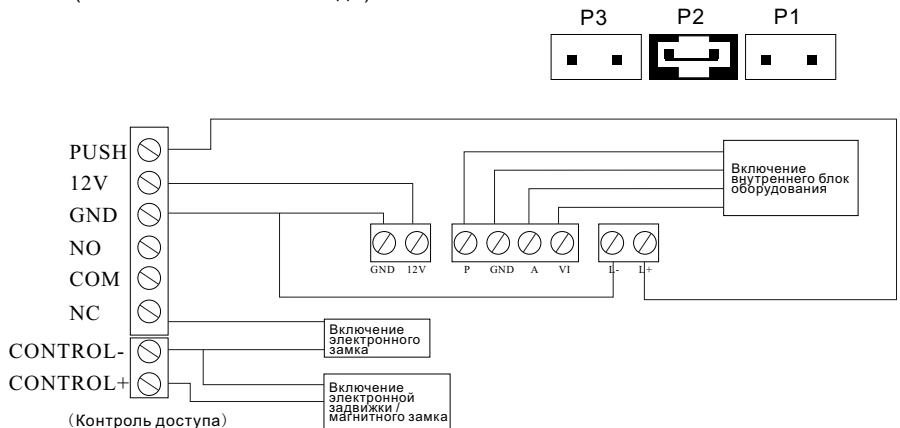 P3 P2 P1
PUSH
12V
GND
NO
COM
NC
CONTROL-
CONTROL+
(Контроль доступа)
GND 12V
P GND A VI
L- L+
Включение
внутреннего блок
оборудования
Включение
электронного
замка
Включение
электронной
задвижки /
магнитного замка